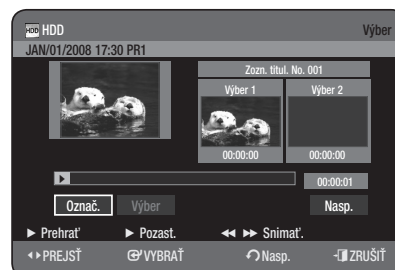 HDD HDD Výber
JAN/01/2008 17:30 PR1
Zozn. titul. No. 001
Výber 1 Výber 2
00:00:00 00:00:00
00:00:01
Označ. Výber Nasp.
► Prehrať ► Pozast. ◄◄ ►► Snímať.
◄► PREJSŤ VYBRAŤ Nasp. ZRUŠIŤ